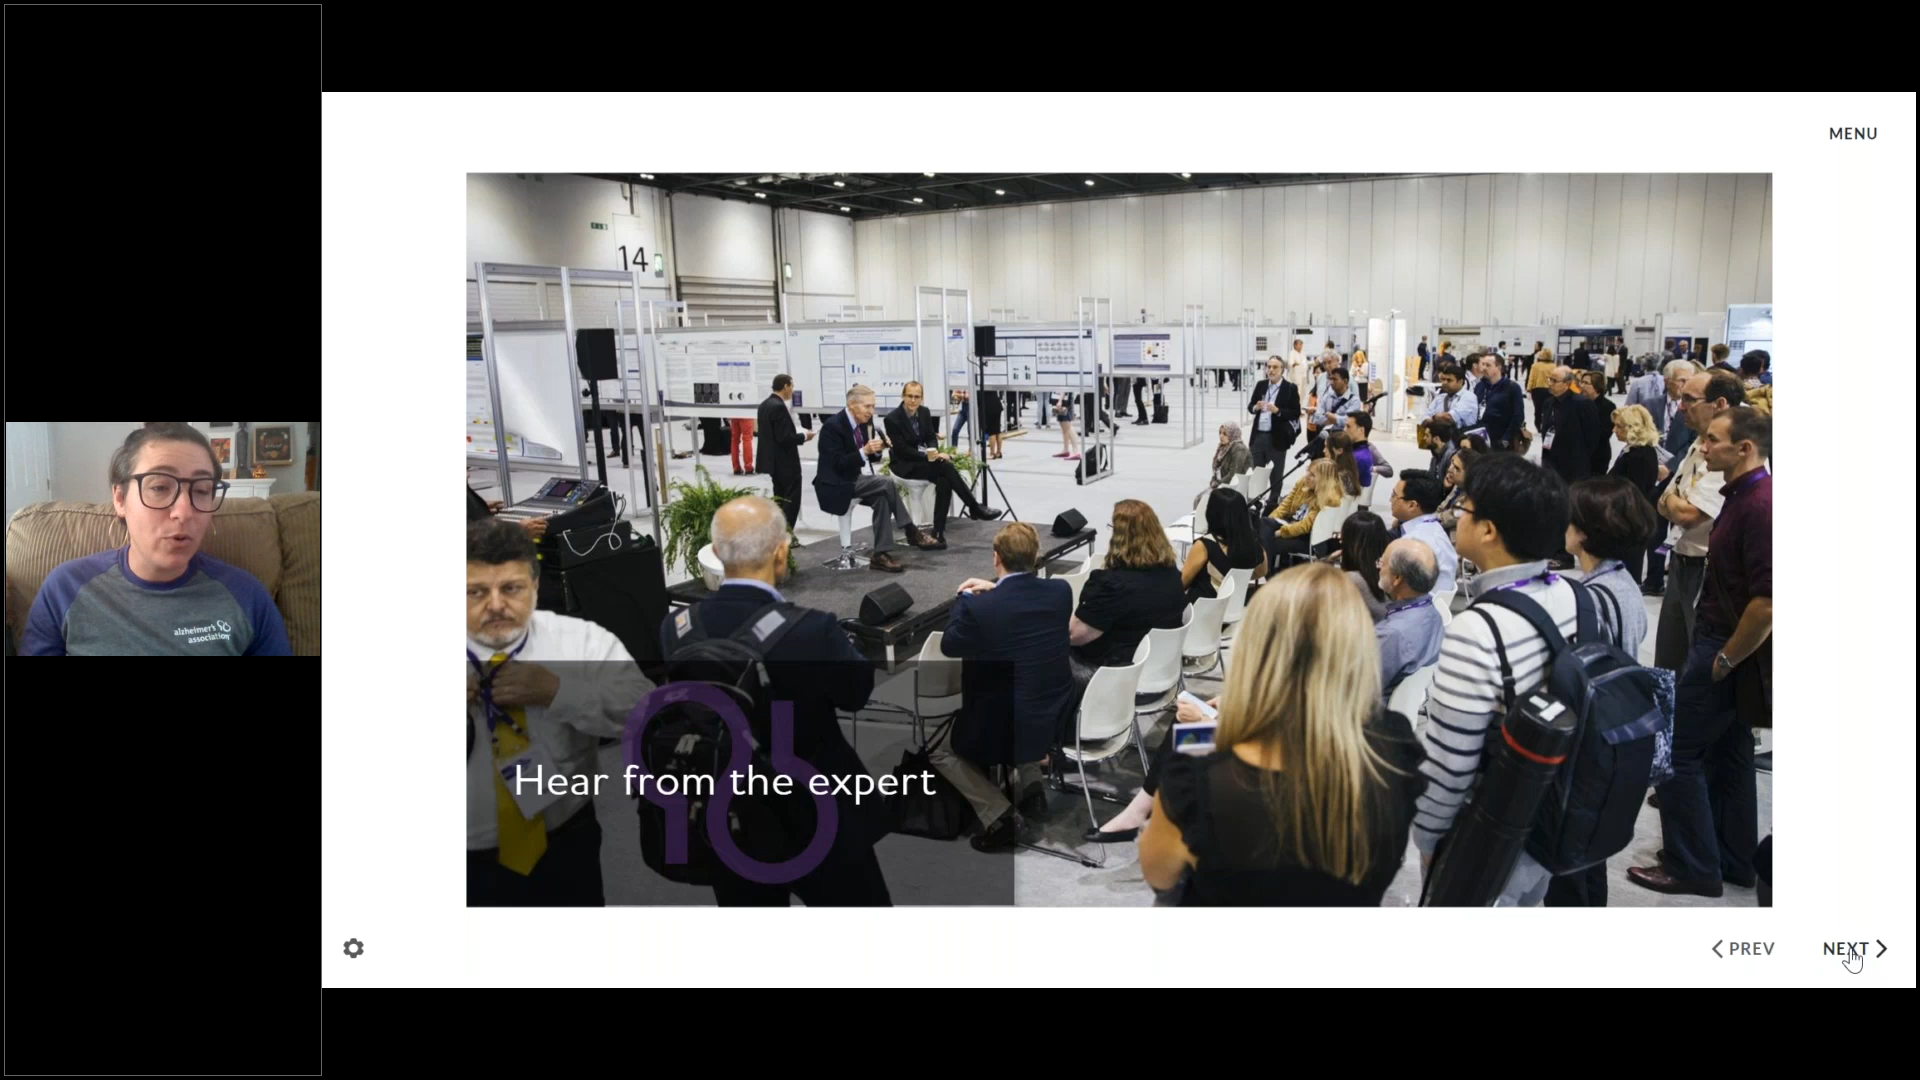 MENU
14
alzheimer's
association
Hear from the expert
PREV
NEXT